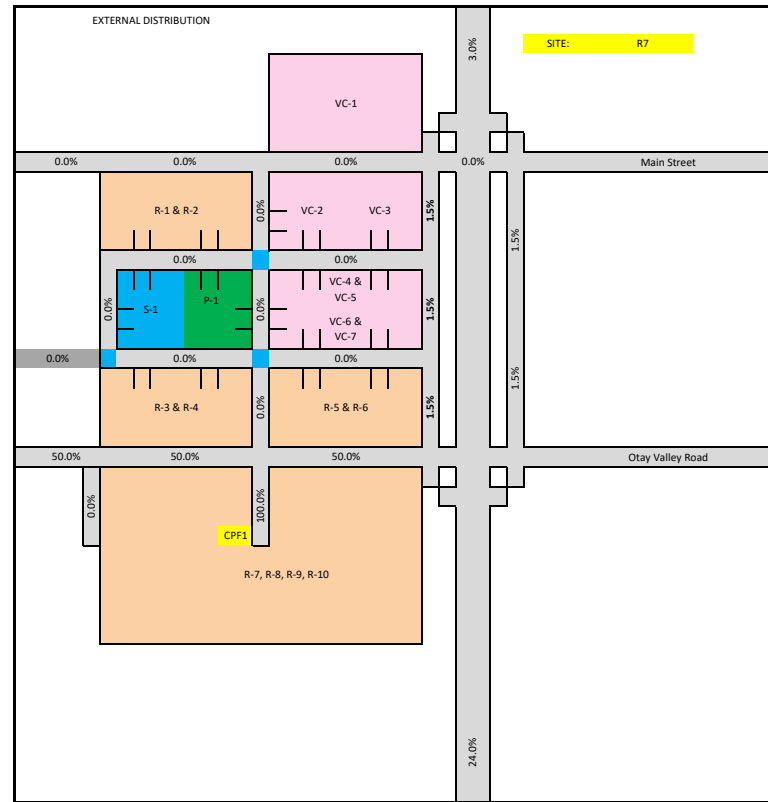 EXTERNAL DISTRIBUTION
3.0%
SITE: R7
VC-1
0.0% 0.0% 0.0% 0.0% Main Street
R-1 & R-2
0.0%
VC-2 VC-3
1.5%
1.5%
0.0% 0.0%
0.0%
S-1
P-1
0.0%
VC-4 &
VC-5
VC-6 &
VC-7
1.5%
0.0% 0.0% 0.0%
1.5%
R-3 & R-4
0.0%
R-5 & R-6
1.5%
50.0% 50.0% 50.0% Otay Valley Road
0.0%
100.0%
CPF1
R-7, R-8, R-9, R-10
24.0%